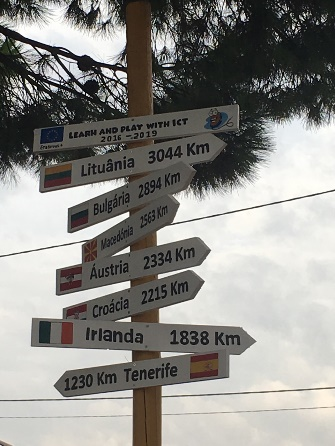 LEARN AND PLAY WITH ICT
2016 - 2019
Erasmus+
Lituânia 3044 Km
Bulgária 2894 Km
Macedónia 2563 Km
Áustria 2334 Km
Croácia 2215 Km
Irlanda 1838 Km
1230 Km Tenerife